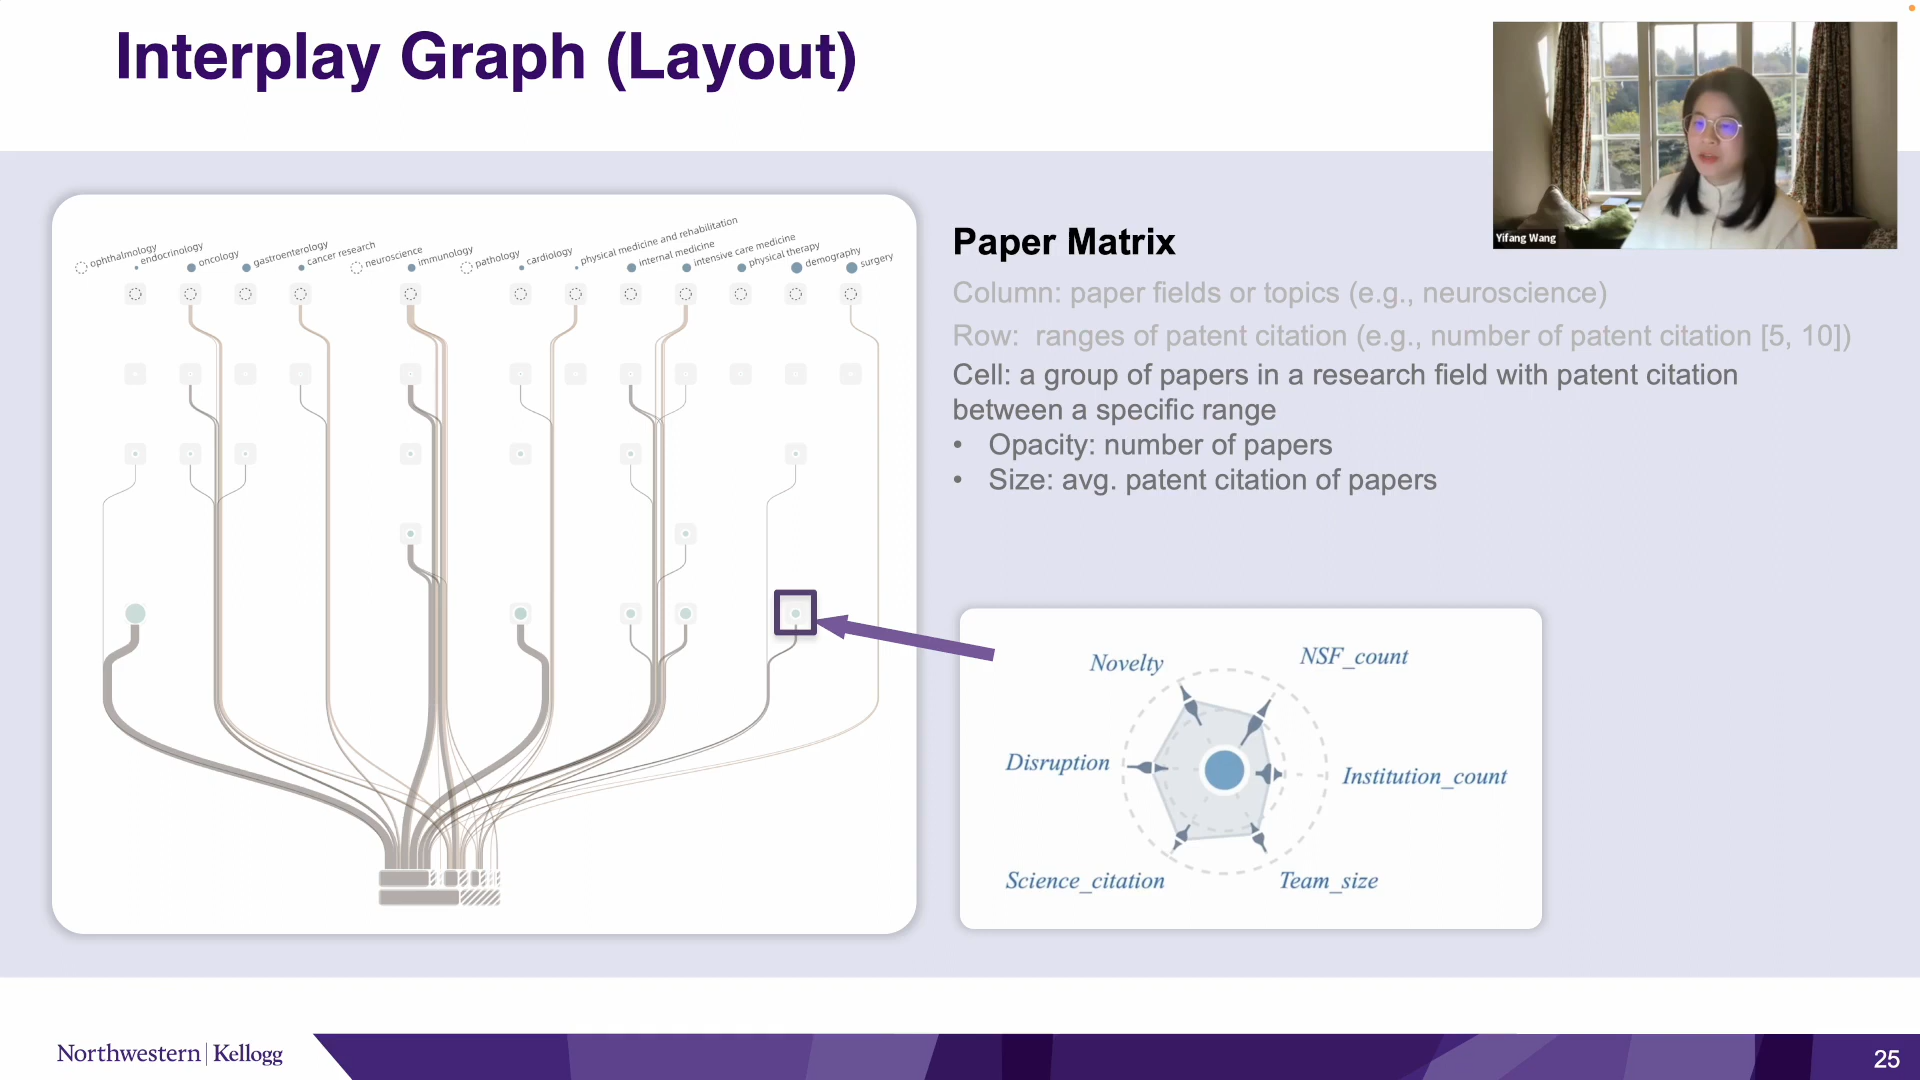 Interplay Graph (Layout)
Yifang Wang
ophthalmology
endocrinology
oncology
gastroenterology
cancer research
neuroscience
immunology
pathology
cardiology
physical medicine and rehabilitation
internal medicine
intensive care medicine
physical therapy
demography
surgery
Paper Matrix
Column: paper fields or topics (e.g., neuroscience)
Row: ranges of patent citation (e.g., number of patent citation [5, 10])
Cell: a group of papers in a research field with patent citation
between a specific range
• Opacity: number of papers
• Size: avg. patent citation of papers
Novelty
NSF_count
Disruption
Institution_count
Science_citation
Team_size
Northwestern | Kellogg
25